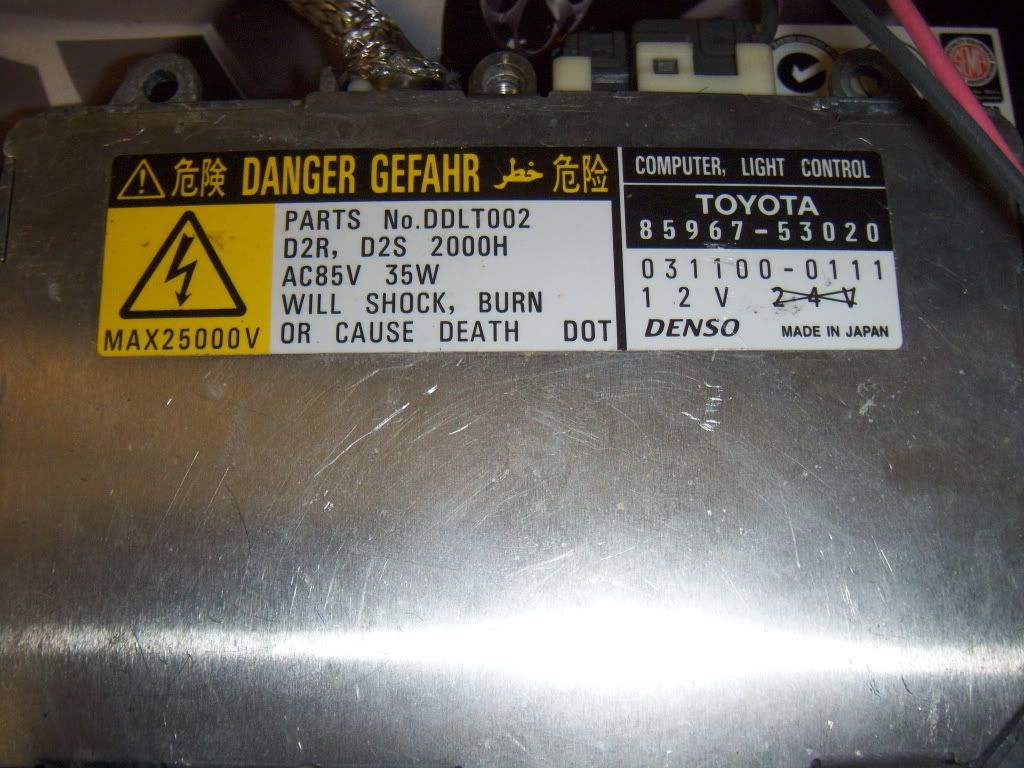 危険 DANGER GEFAHR خطر 危险
MAX25000V
PARTS No.DDLT002
D2R, D2S 2000H
AC85V 35W
WILL SHOCK, BURN
OR CAUSE DEATH DOT
COMPUTER, LIGHT CONTROL
TOYOTA
85967-53020
031100-0111
12V 24V
DENSO MADE IN JAPAN